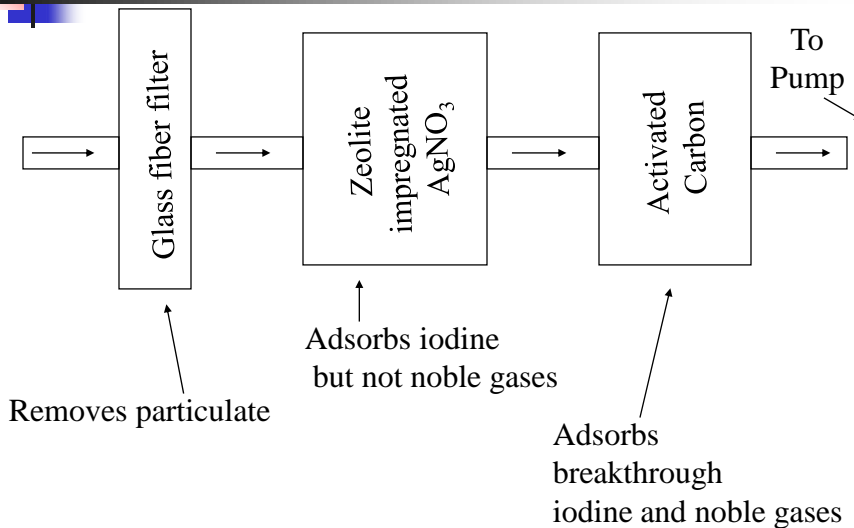 Glass fiber filter
Zeolite
impregnated
AgNO₃
Activated
Carbon
To
Pump
Adsorbs iodine
but not noble gases
Removes particulate
Adsorbs
breakthrough
iodine and noble gases